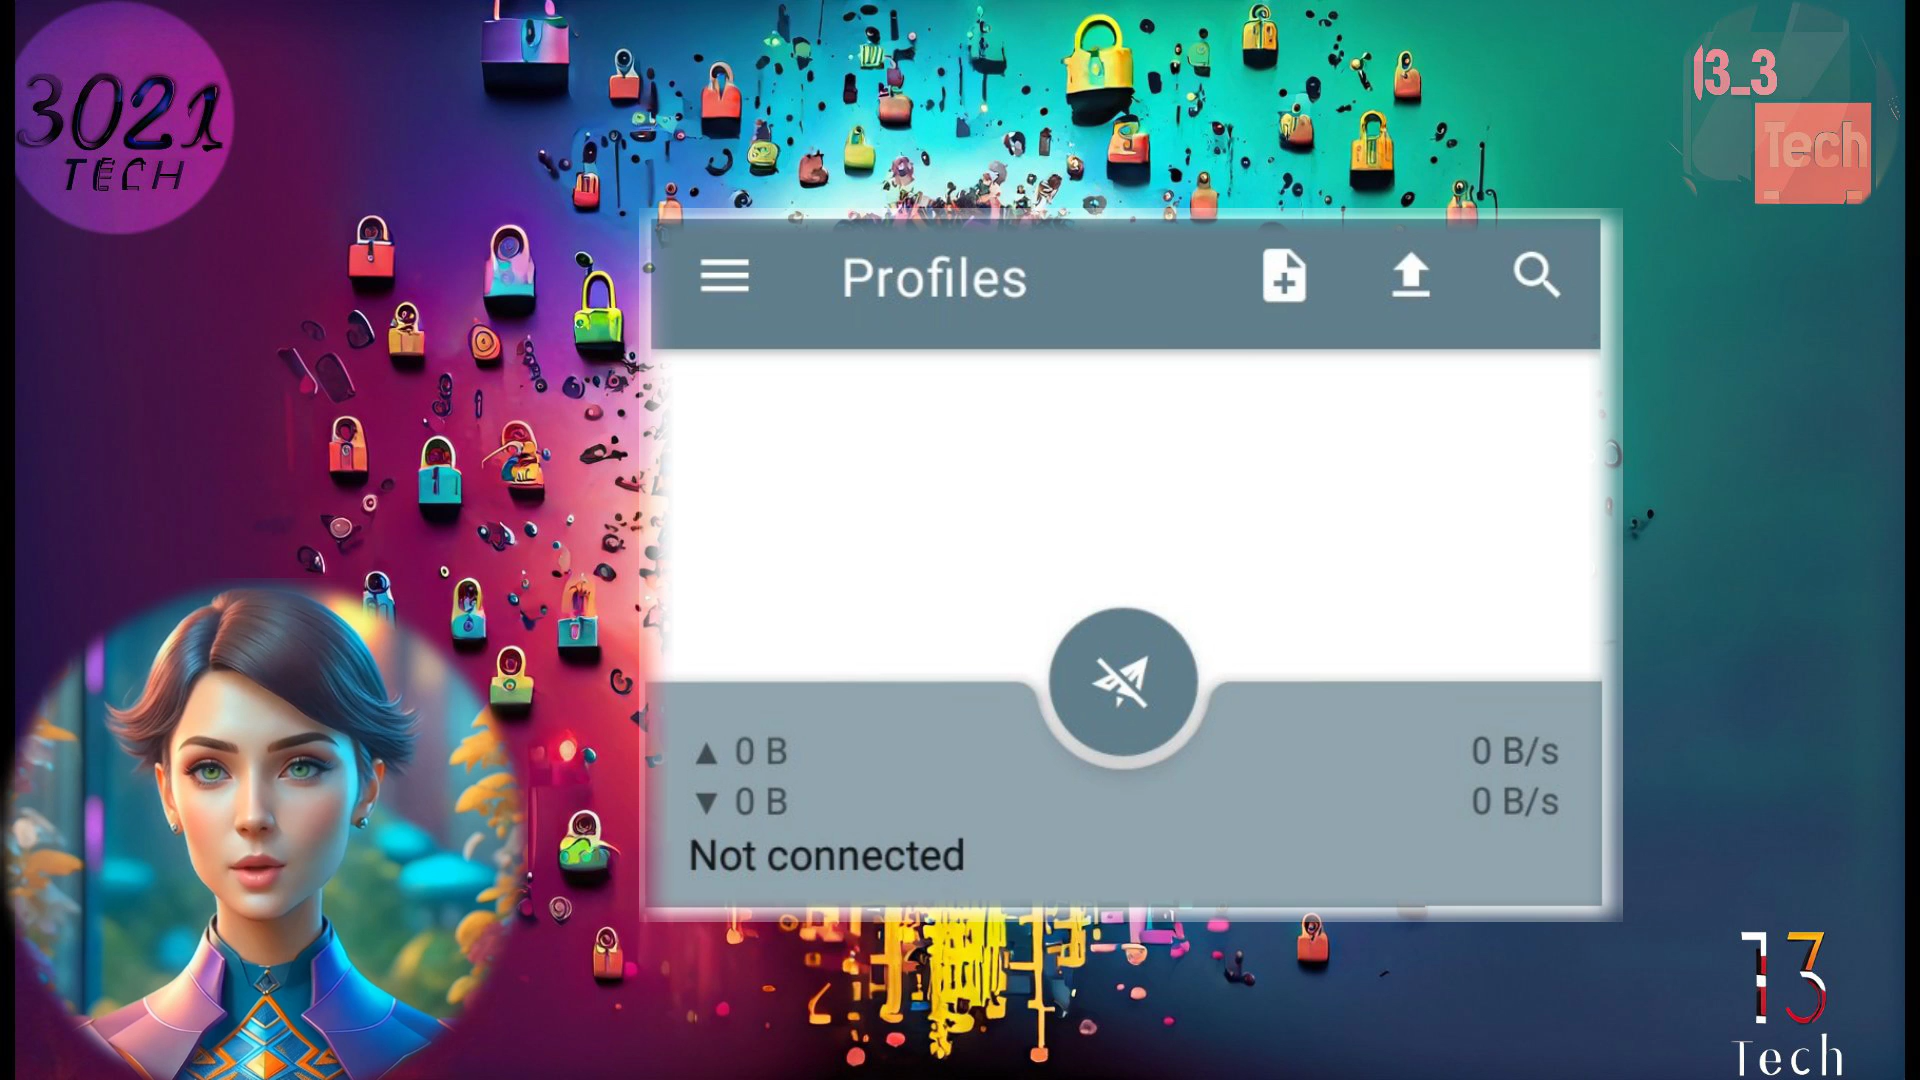 3021
TECH
13_3
Tech
Profiles
▲ 0 B
0 B/s
▼ 0 B
0 B/s
Not connected
13
Tech